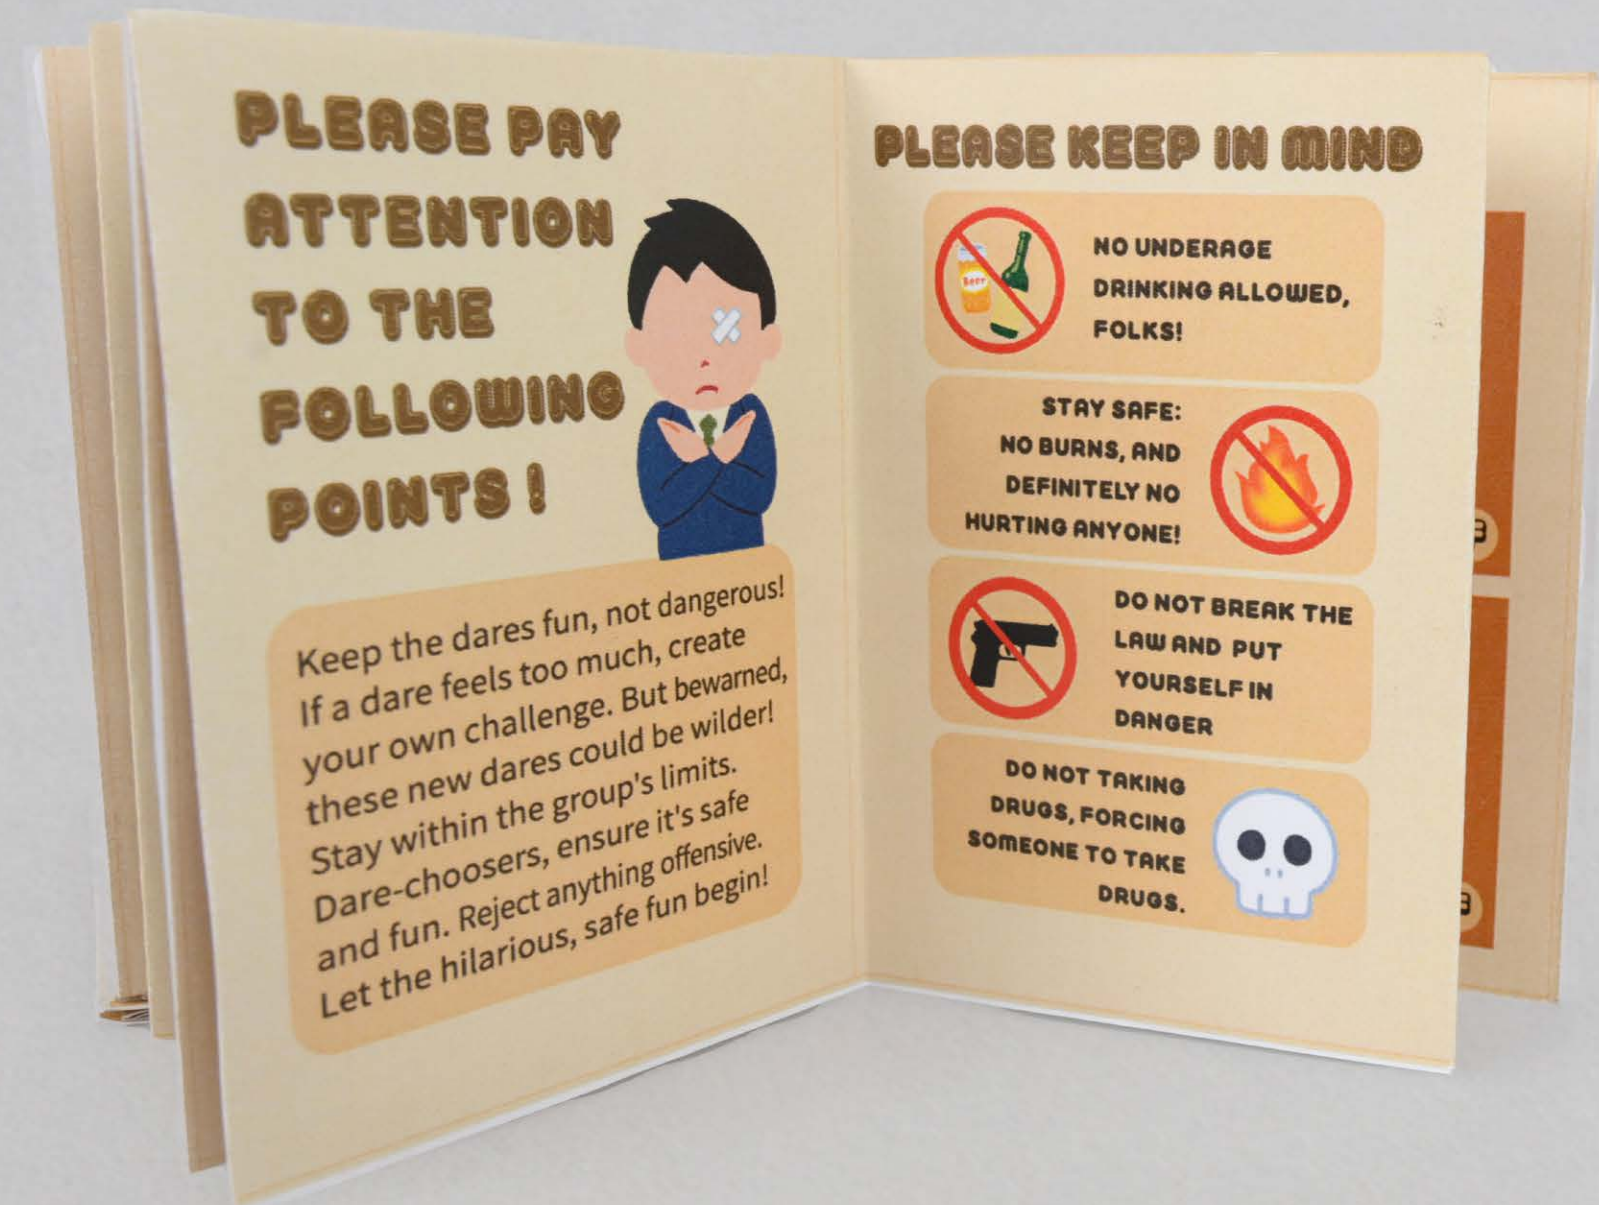 PLEASE PAY
ATTENTION
TO THE
FOLLOWING
POINTS !
Keep the dares fun, not dangerous!
If a dare feels too much, create
your own challenge. But bewarned,
these new dares could be wilder!
Stay within the group's limits.
Dare-choosers, ensure it's safe
and fun. Reject anything offensive.
Let the hilarious, safe fun begin!
PLEASE KEEP IN MIND
Beer
NO UNDERAGE
DRINKING ALLOWED,
FOLKS!
STAY SAFE:
NO BURNS, AND
DEFINITELY NO
HURTING ANYONE!
DO NOT BREAK THE
LAW AND PUT
YOURSELF IN
DANGER
DO NOT TAKING
DRUGS, FORCING
SOMEONE TO TAKE
DRUGS.